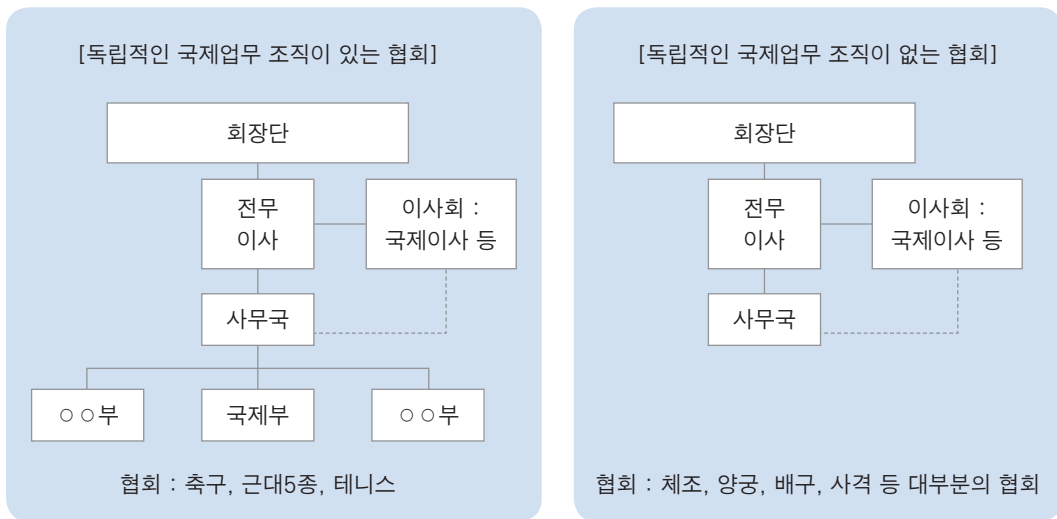 [독립적인 국제업무 조직이 있는 협회]
회장단
전무
이사
이사회 :
국제이사 등
사무국
○○부
국제부
○○부
협회 : 축구, 근대5종, 테니스
[독립적인 국제업무 조직이 없는 협회]
회장단
전무
이사
이사회 :
국제이사 등
사무국
협회 : 체조, 양궁, 배구, 사격 등 대부분의 협회